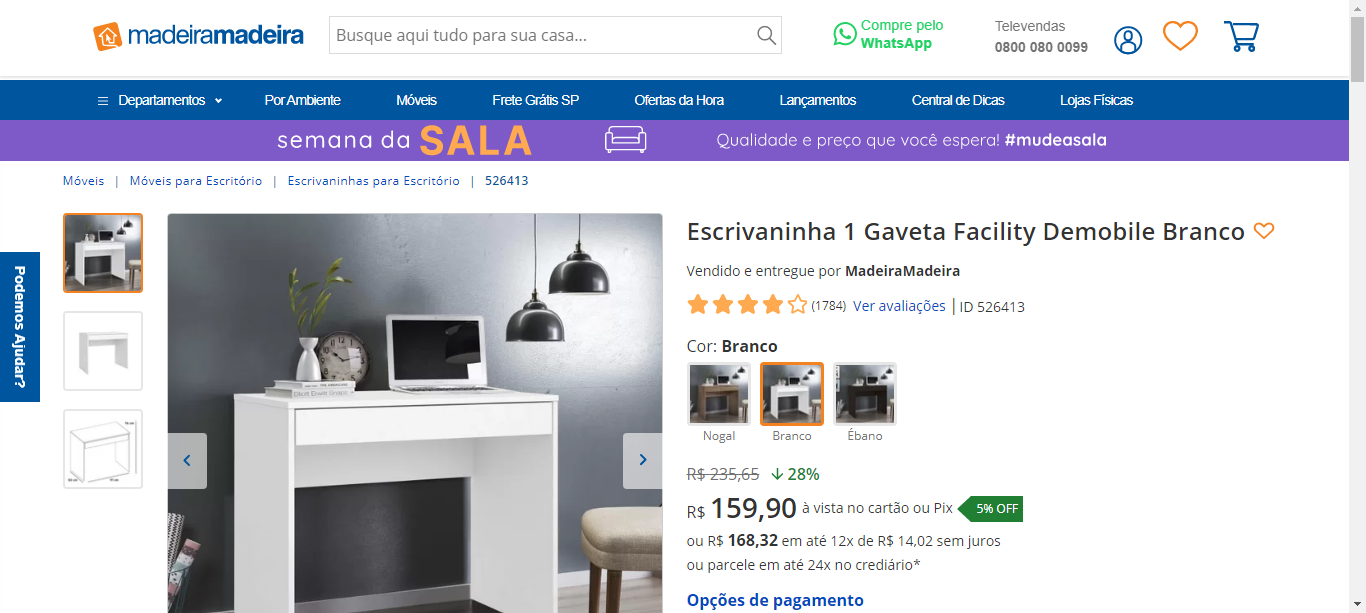 madeiramadeira
Busque aqui tudo para sua casa...
Compre pelo
WhatsApp
Televendas
0800 080 0099
Departamentos
Por Ambiente
Móveis
Frete Grátis SP
Ofertas da Hora
Lançamentos
Central de Dicas
Lojas Físicas
semana da SALA
Qualidade e preço que você espera! #mudeasala
Móveis | Móveis para Escritório | Escrivaninhas para Escritório | 526413
Podemos Ajudar?
Escrivaninha 1 Gaveta Facility Demobile Branco
Vendido e entregue por MadeiraMadeira
(1784) Ver avaliações | ID 526413
Cor: Branco
Nogal
Branco
Ébano
R$ 235,65 28%
R$ 159,90 à vista no cartão ou Pix 5% OFF
ou R$ 168,32 em até 12x de R$ 14,02 sem juros
ou parcele em até 24x no crediário*
Opções de pagamento